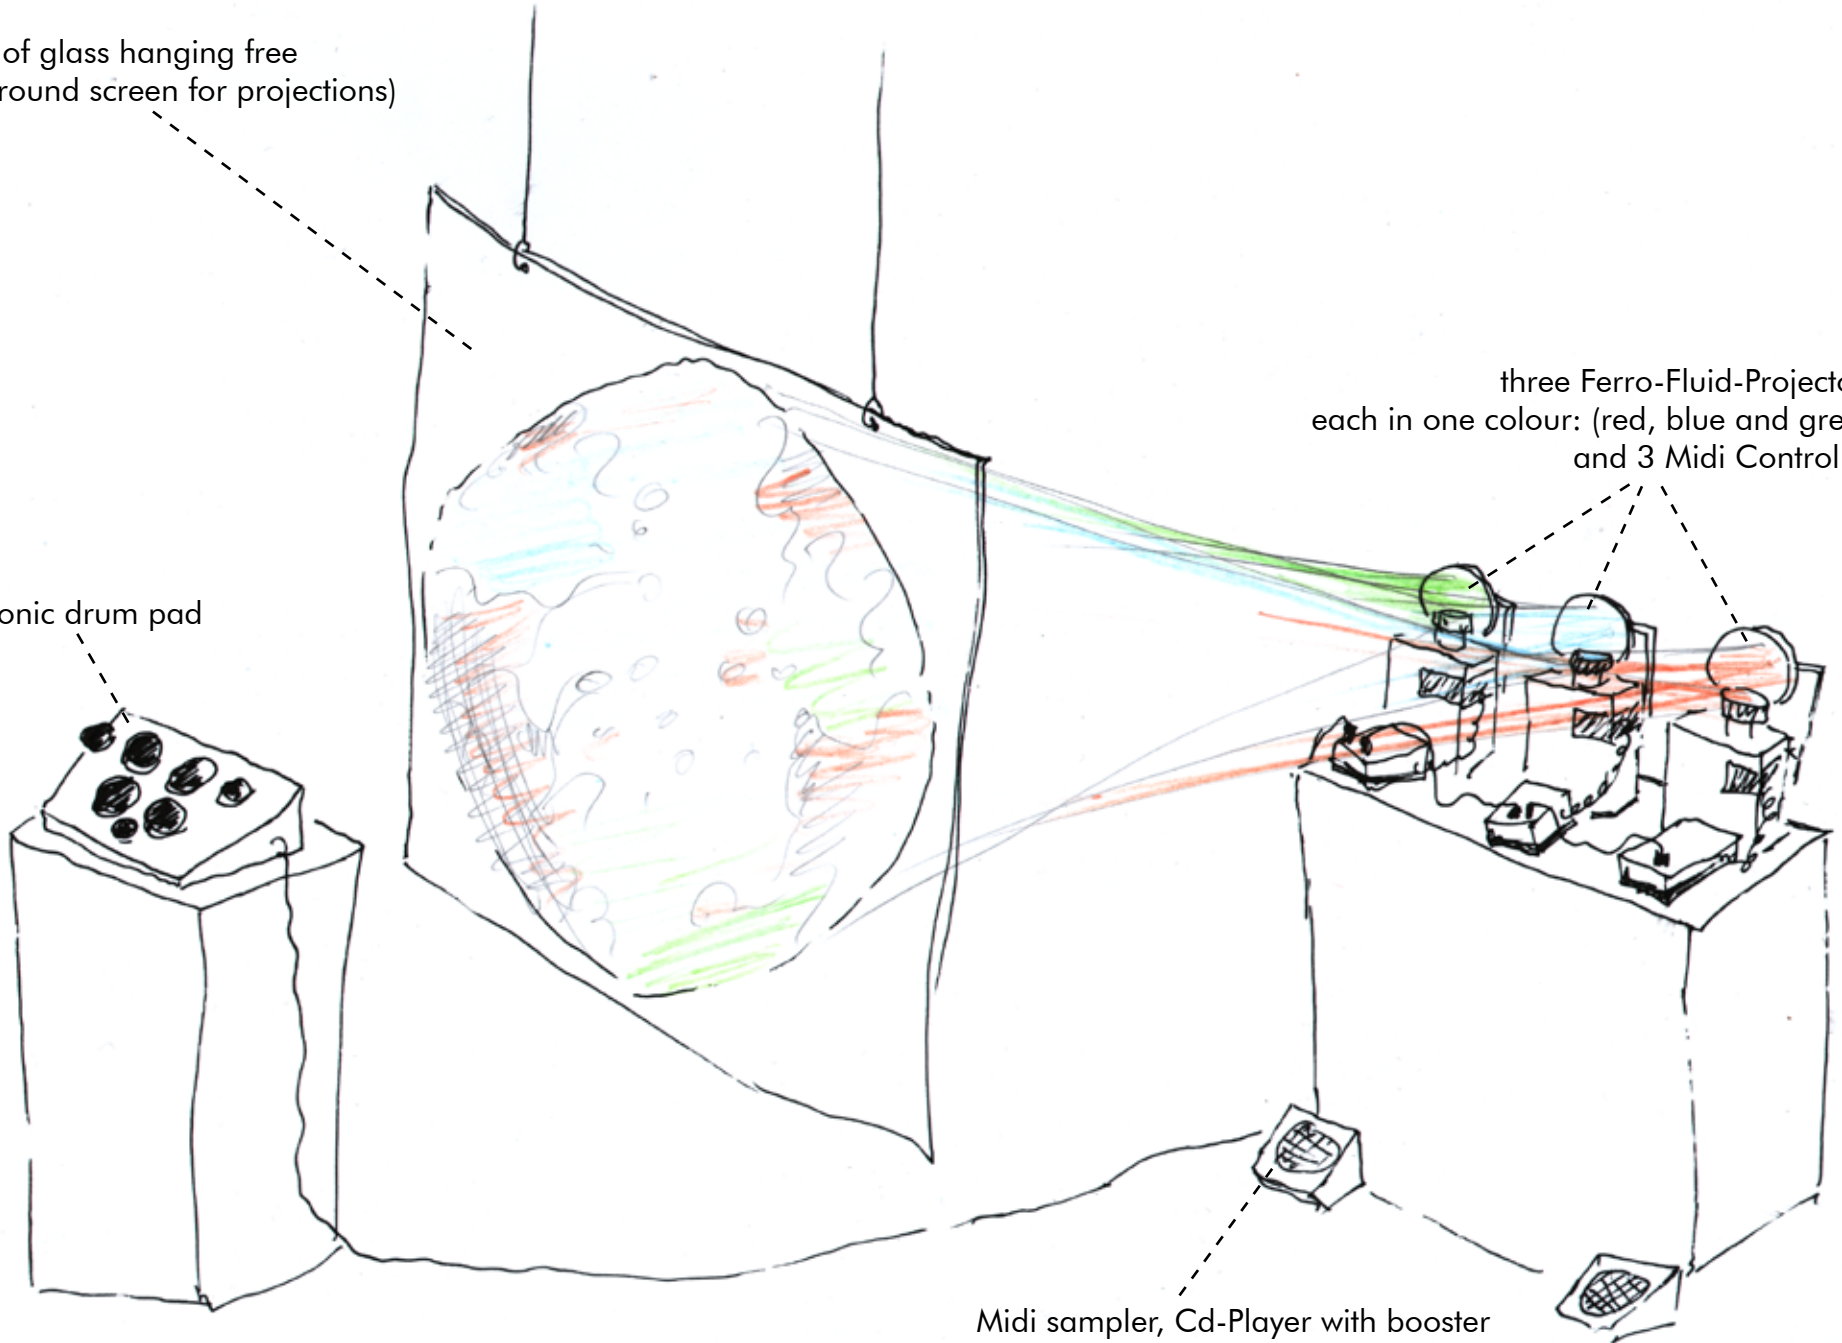 of glass hanging free
round screen for projections)
three Ferro-Fluid-Projecto
each in one colour: (red, blue and gre
and 3 Midi Control
onic drum pad
Midi sampler, Cd-Player with booster